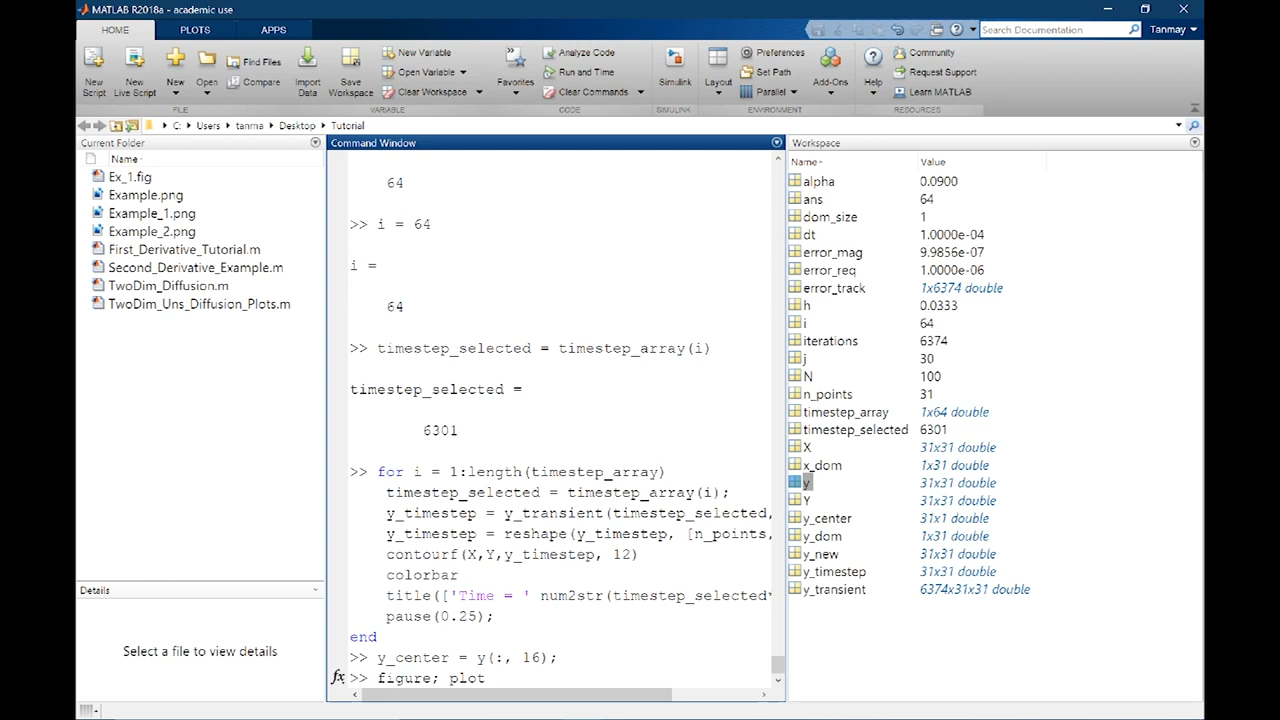 MATLAB R2018a - academic use
HOME PLOTS APPS
Search Documentation
Tanmay
New Script
New Live Script
New
Open
Find Files
Compare
Import Data
Save Workspace
New Variable
Open Variable
Clear Workspace
Favorites
Analyze Code
Run and Time
Clear Commands
Simulink
Layout
Preferences
Set Path
Parallel
Add-Ons
Help
Community
Request Support
Learn MATLAB
FILE VARIABLE CODE SIMULINK ENVIRONMENT RESOURCES
C: Users tanma Desktop Tutorial
Current Folder
Name
Ex_1.fig
Example.png
Example_1.png
Example_2.png
First_Derivative_Tutorial.m
Second_Derivative_Example.m
TwoDim_Diffusion.m
TwoDim_Uns_Diffusion_Plots.m
Details
Select a file to view details
Command Window
64
>> i = 64
i =
64
>> timestep_selected = timestep_array(i)
timestep_selected =
6301
>> for i = 1:length(timestep_array)
timestep_selected = timestep_array(i);
y_timestep = y_transient(timestep_selected,
y_timestep = reshape(y_timestep, [n_points,
contourf(X,Y,y_timestep, 12)
colorbar
title(['Time = ' num2str(timestep_selected*
pause(0.25);
end
>> y_center = y(:, 16);
fx >> figure; plot
Workspace
Name Value
alpha 0.0900
ans 64
dom_size 1
dt 1.0000e-04
error_mag 9.9856e-07
error_req 1.0000e-06
error_track 1x6374 double
h 0.0333
i 64
iterations 6374
j 30
N 100
n_points 31
timestep_array 1x64 double
timestep_selected 6301
X 31x31 double
x_dom 1x31 double
y 31x31 double
Y 31x31 double
y_center 31x1 double
y_dom 1x31 double
y_new 31x31 double
y_timestep 31x31 double
y_transient 6374x31x31 double